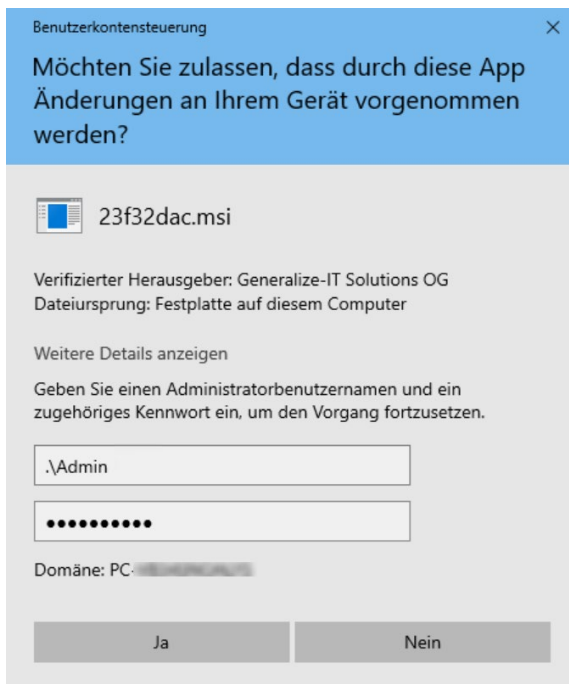 Benutzerkontensteuerung
Möchten Sie zulassen, dass durch diese App
Änderungen an Ihrem Gerät vorgenommen
werden?
23f32dac.msi
Verifizierter Herausgeber: Generalize-IT Solutions OG
Dateiursprung: Festplatte auf diesem Computer
Weitere Details anzeigen
Geben Sie einen Administratorbenutzernamen und ein
zugehöriges Kennwort ein, um den Vorgang fortzusetzen.
.\Admin
●●●●●●●●●●
Domäne: PC-
Ja
Nein